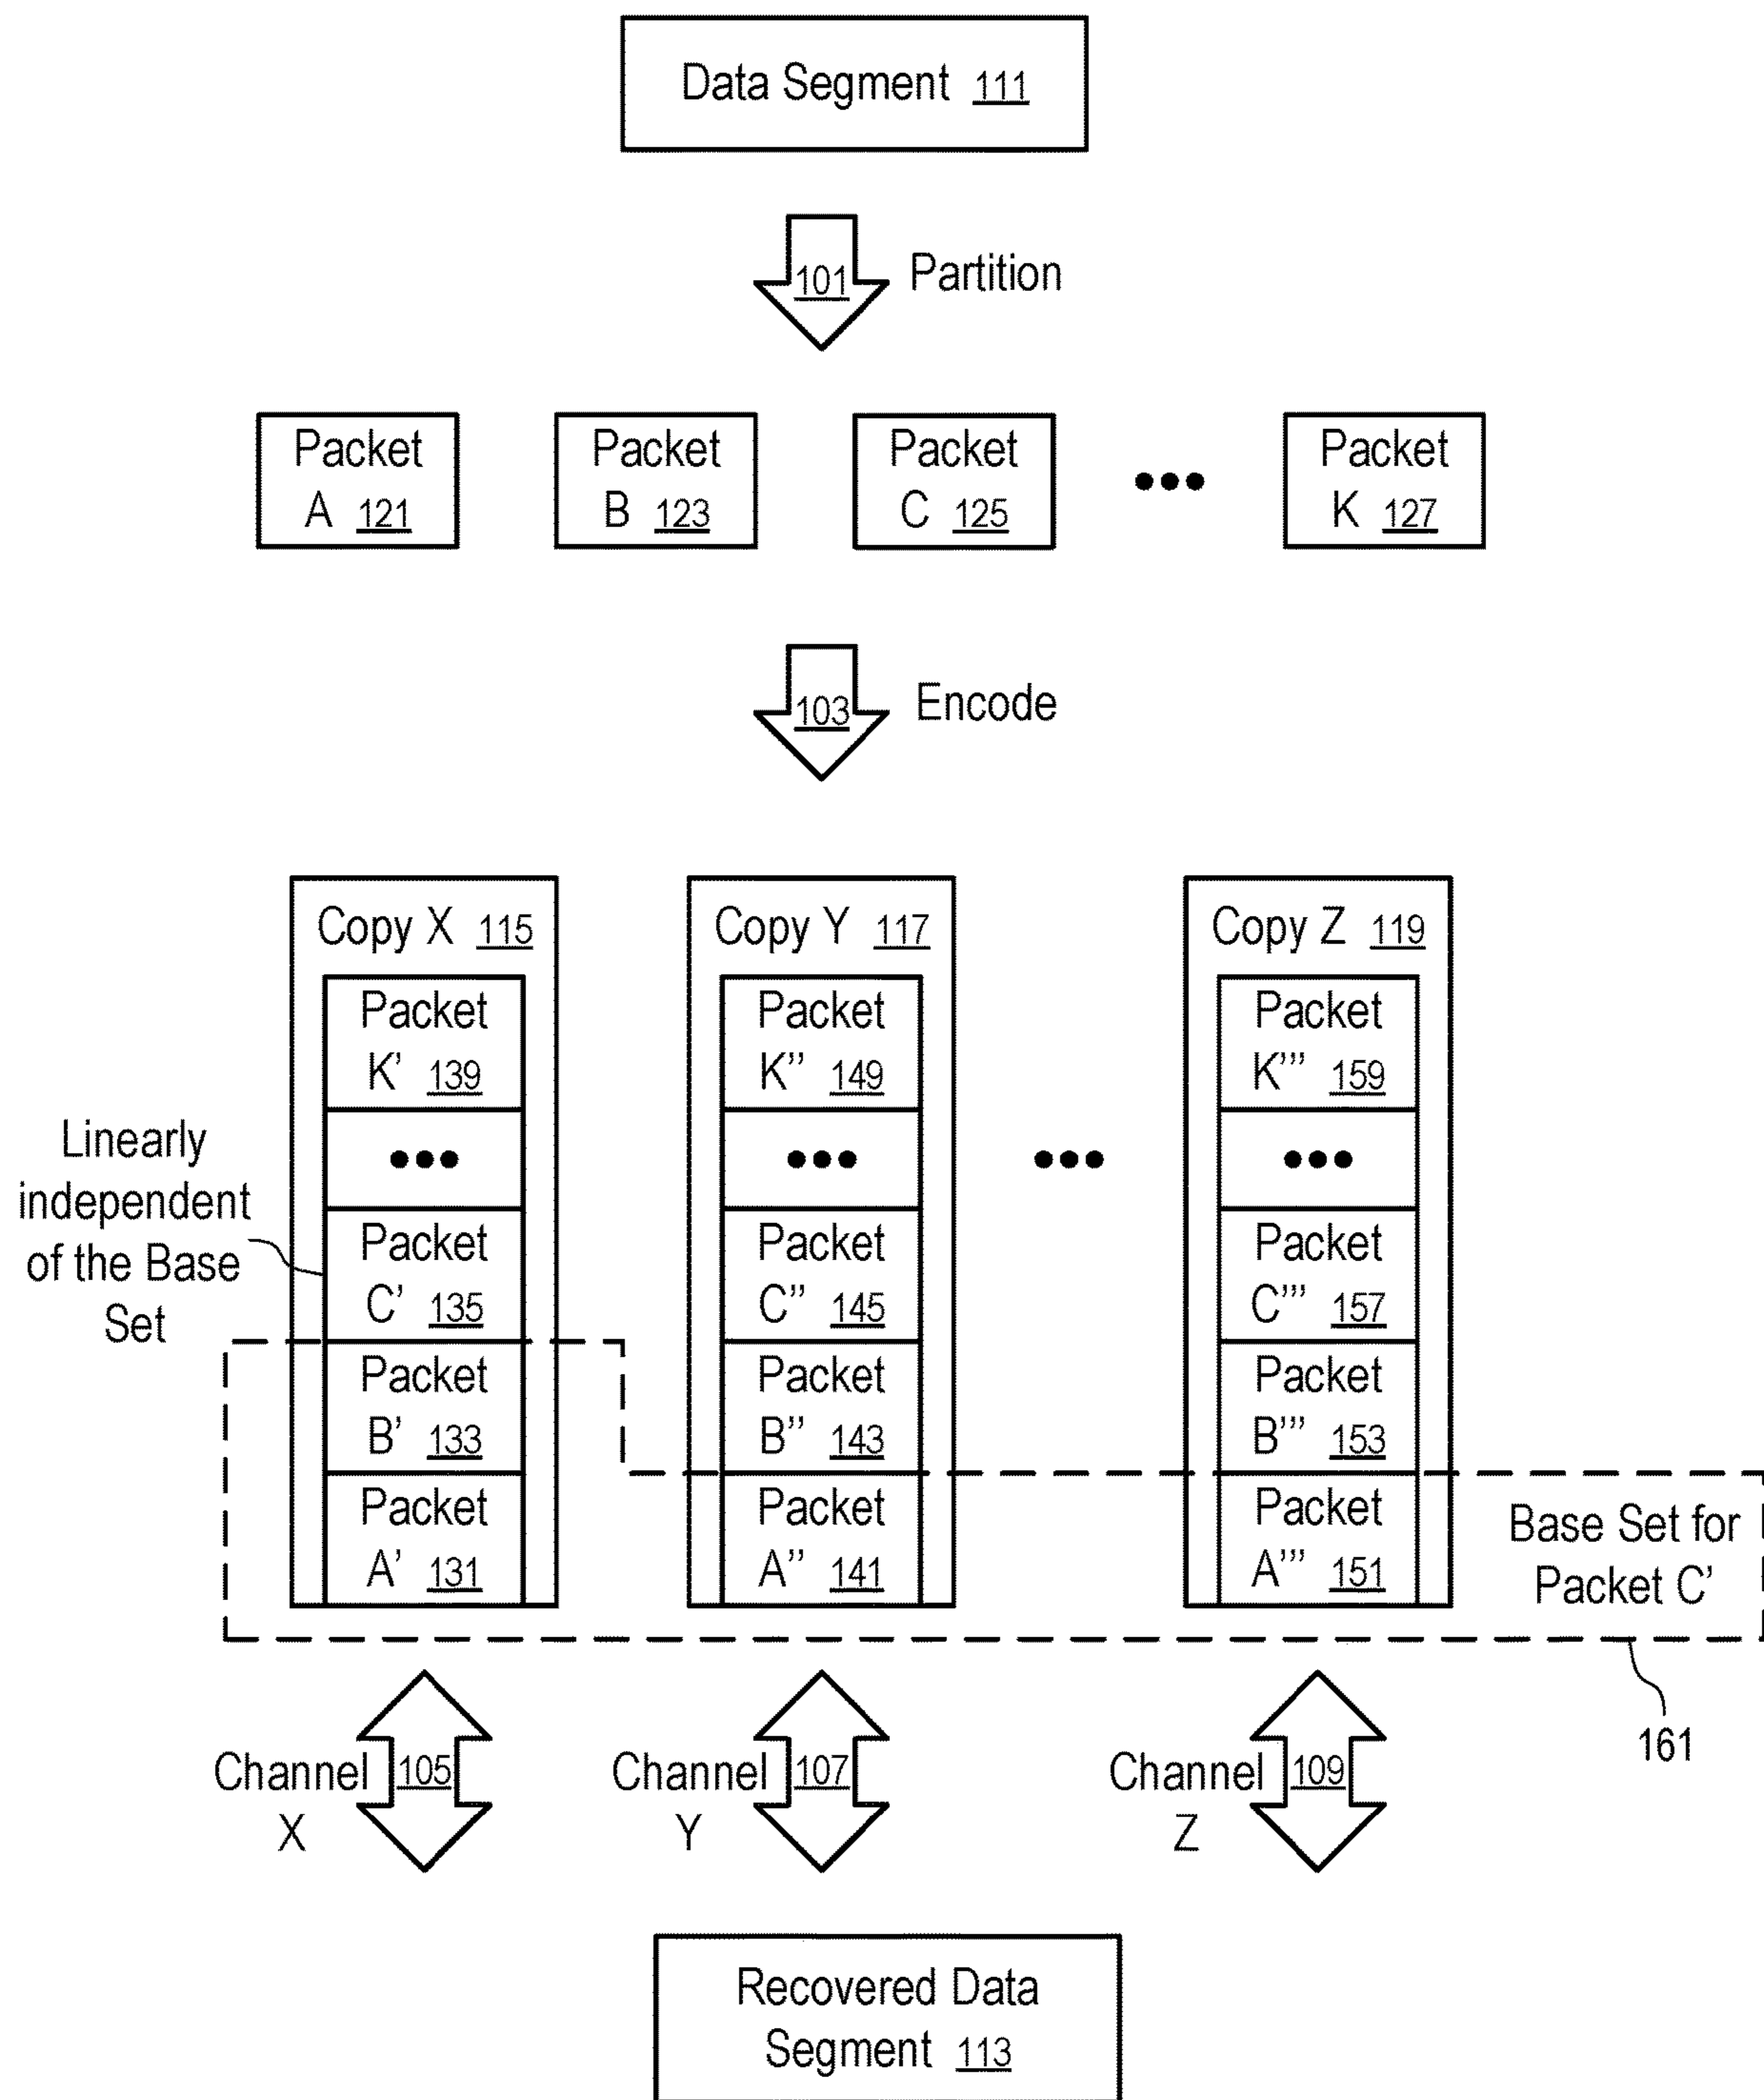 Data Segment 111
101 Partition
Packet
A 121
Packet
B 123
Packet
C 125
Packet
K 127
103 Encode
Copy X 115
Packet
K' 139
Packet
C' 135
Packet
B' 133
Packet
A' 131
Copy Y 117
Packet
K'' 149
Packet
C'' 145
Packet
B'' 143
Packet
A'' 141
Copy Z 119
Packet
K''' 159
Packet
C''' 157
Packet
B''' 153
Packet
A''' 151
Linearly
independent
of the Base
Set
Base Set for
Packet C'
161
Channel 105
X
Channel 107
Y
Channel 109
Z
Recovered Data
Segment 113